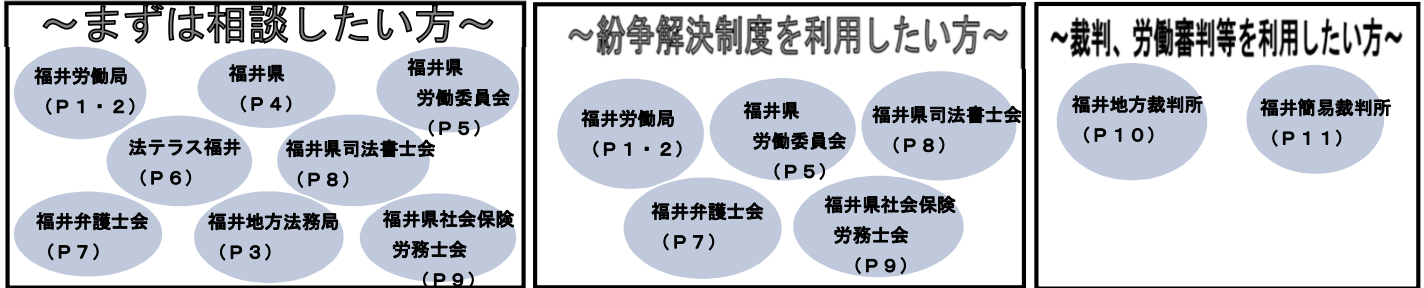 ～まずは相談したい方～
福井労働局
（Ｐ１・２）
福井県
（Ｐ４）
福井県
労働委員会
（Ｐ５）
法テラス福井
（Ｐ６）
福井県司法書士会
（Ｐ８）
福井弁護士会
（Ｐ７）
福井地方法務局
（Ｐ３）
福井県社会保険
労務士会
（Ｐ９）
～紛争解決制度を利用したい方～
福井労働局
（Ｐ１・２）
福井県
労働委員会
（Ｐ５）
福井県司法書士会
（Ｐ８）
福井弁護士会
（Ｐ７）
福井県社会保険
労務士会
（Ｐ９）
～裁判、労働審判等を利用したい方～
福井地方裁判所
（Ｐ１０）
福井簡易裁判所
（Ｐ１１）